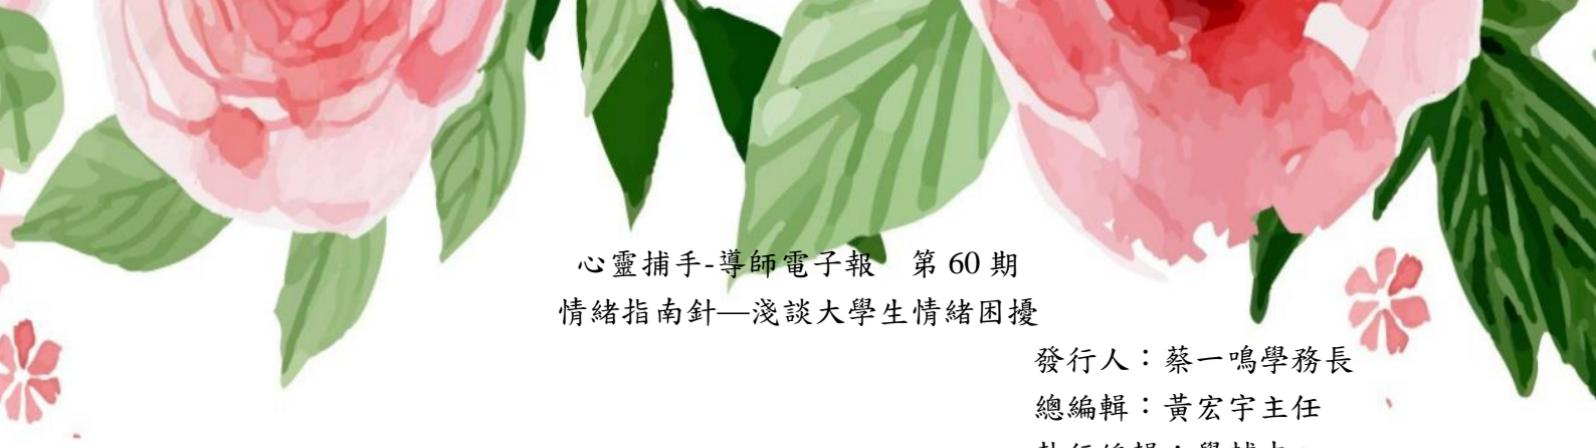 心靈捕手-導師電子報　第 60 期
情緒指南針—淺談大學生情緒困擾
發行人：蔡一鳴學務長
總編輯：黃宏宇主任